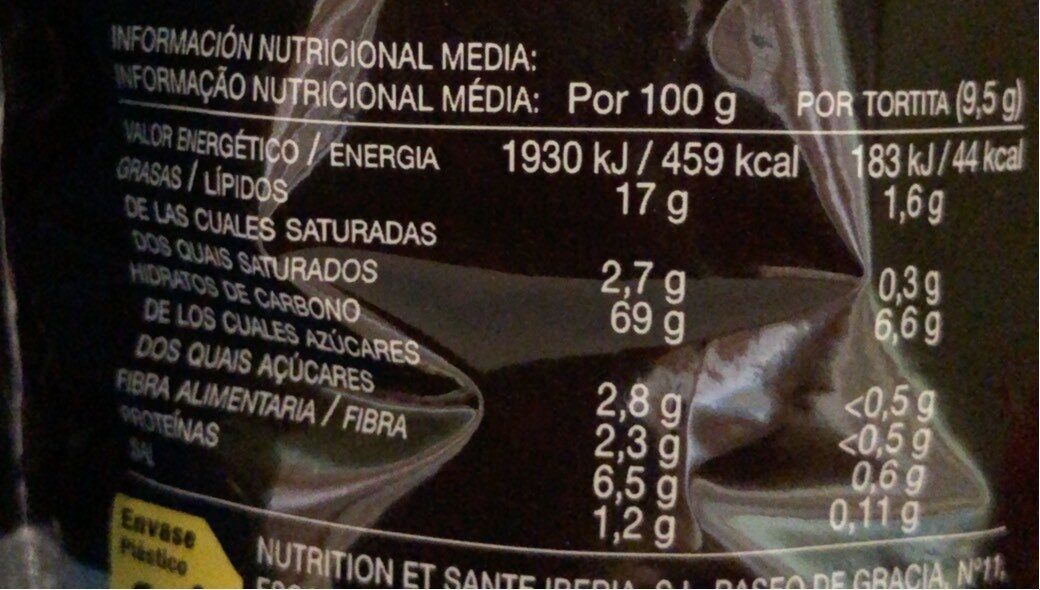 INFORMACIÓN NUTRICIONAL MEDIA:
INFORMAÇÃO NUTRICIONAL MÉDIA: Por 100 g POR TORTITA (9,5 g)
VALOR ENERGÉTICO / ENERGIA 1930 kJ / 459 kcal 183 kJ / 44 kcal
GRASAS / LÍPIDOS 17 g 1,6 g
DE LAS CUALES SATURADAS
DOS QUAIS SATURADOS 2,7 g 0,3 g
HIDRATOS DE CARBONO 69 g 6,6 g
DE LOS CUALES AZÚCARES
DOS QUAIS AÇÚCARES 2,8 g <0,5 g
FIBRA ALIMENTARIA / FIBRA 2,3 g <0,5 g
PROTEÍNAS 6,5 g 0,6 g
SAL 1,2 g 0,11 g
Envase
Plástico
NUTRITION ET SANTE IBERIA, S.L. PASEO DE GRACIA, Nº11,